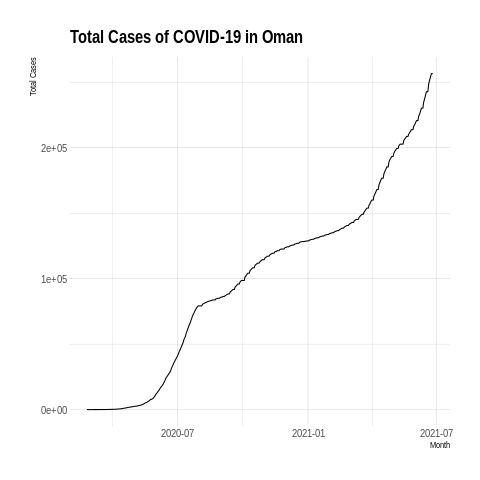 Total Cases of COVID-19 in Oman
Total Cases
2e+05
1e+05
0e+00
2020-07
2021-01
2021-07
Month